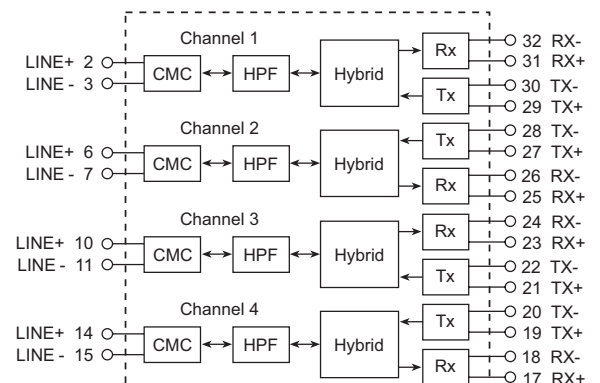 Channel 1
LINE+ 2
LINE - 3
CMC
HPF
Hybrid
Rx
Tx
32 RX-
31 RX+
30 TX-
29 TX+
Channel 2
LINE+ 6
LINE - 7
CMC
HPF
Hybrid
Tx
Rx
28 TX-
27 TX+
26 RX-
25 RX+
Channel 3
LINE+ 10
LINE - 11
CMC
HPF
Hybrid
Rx
Tx
24 RX-
23 RX+
22 TX-
21 TX+
Channel 4
LINE+ 14
LINE - 15
CMC
HPF
Hybrid
Tx
Rx
20 TX-
19 TX+
18 RX-
17 RX+